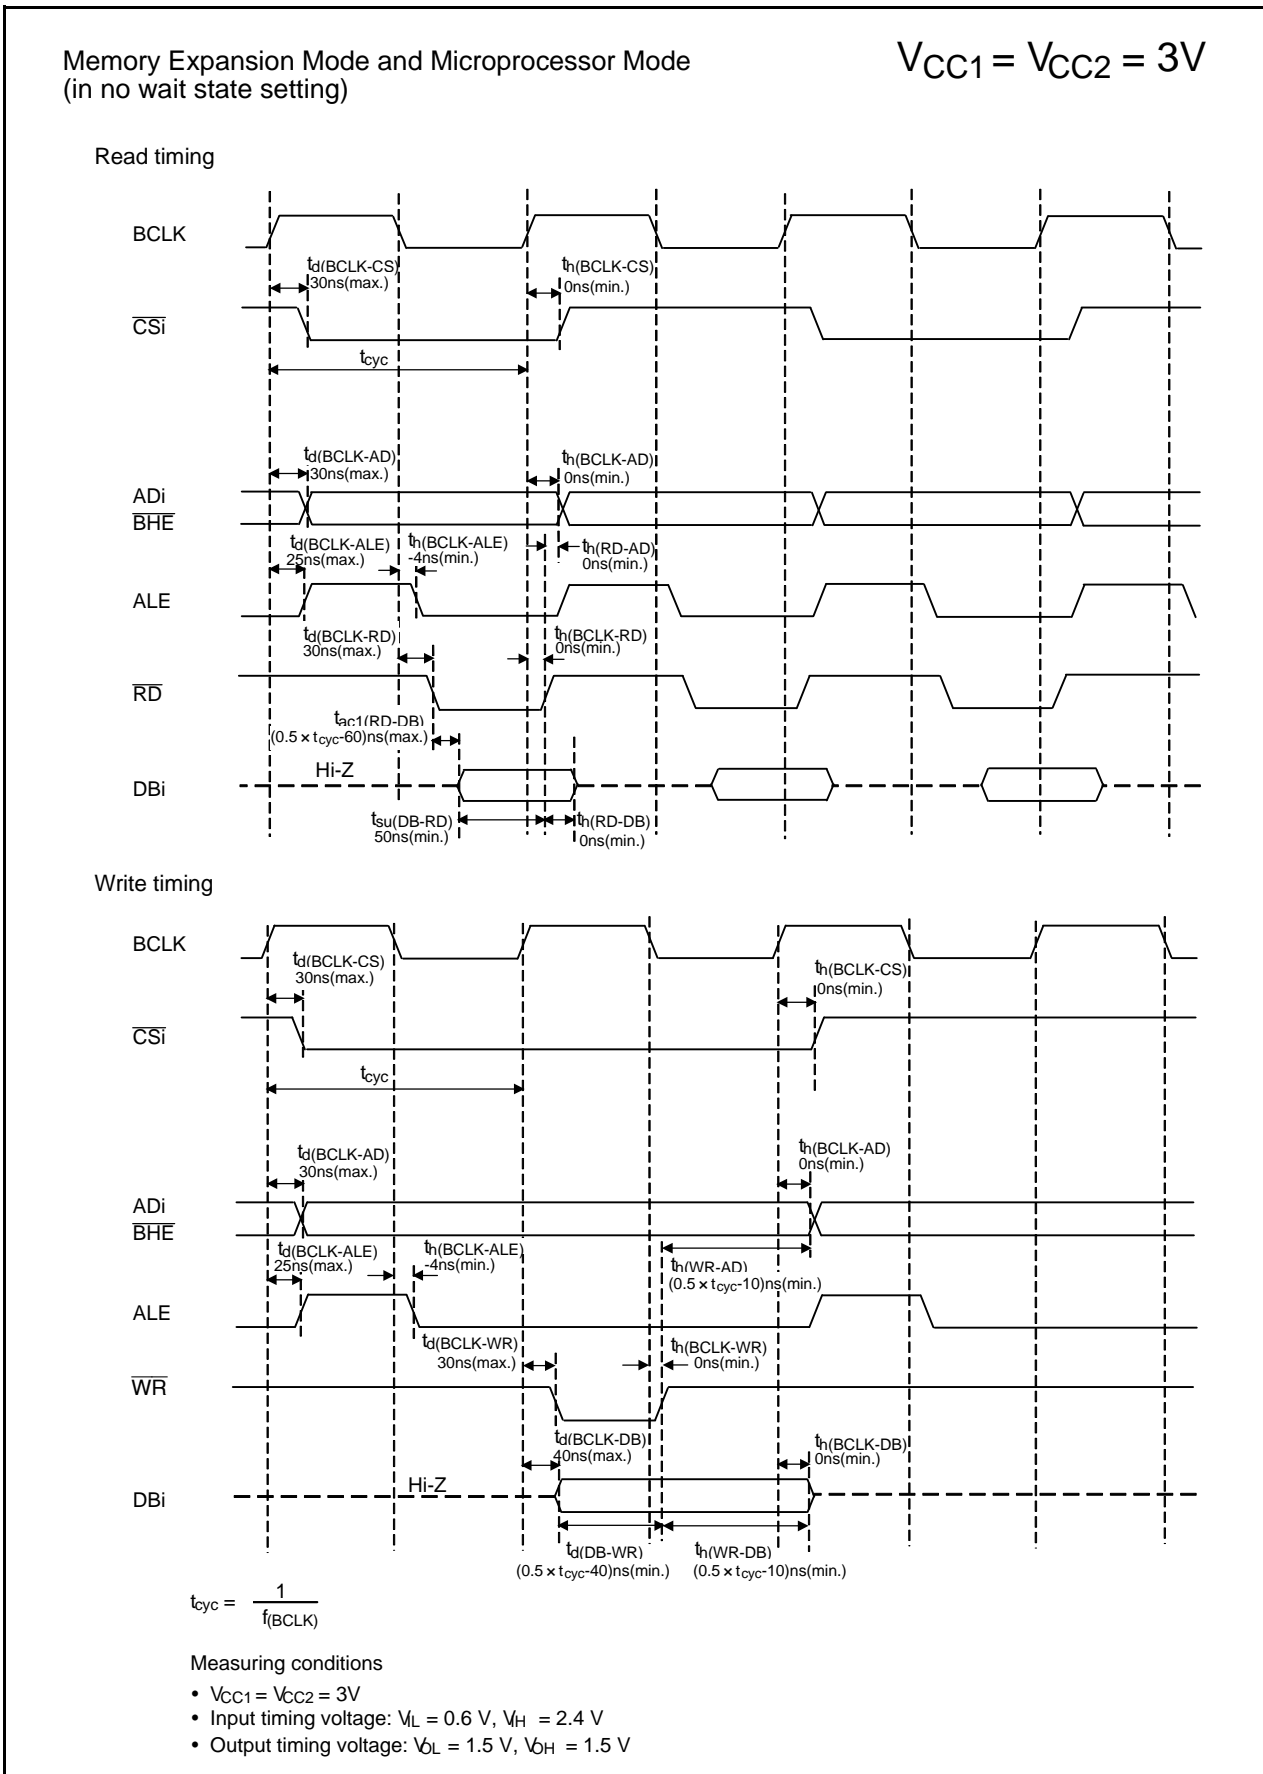 Memory Expansion Mode and Microprocessor Mode
(in no wait state setting)
VCC1 = VCC2 = 3V
Read timing
BCLK
td(BCLK-CS)
30ns(max.)
th(BCLK-CS)
0ns(min.)
CSi
tcyc
td(BCLK-AD)
30ns(max.)
th(BCLK-AD)
0ns(min.)
ADi
BHE
td(BCLK-ALE)
25ns(max.)
th(BCLK-ALE)
-4ns(min.)
th(RD-AD)
0ns(min.)
ALE
td(BCLK-RD)
30ns(max.)
th(BCLK-RD)
0ns(min.)
RD
tac1(RD-DB)
(0.5 × tcyc-60)ns(max.)
Hi-Z
DBi
tsu(DB-RD)
50ns(min.)
th(RD-DB)
0ns(min.)
Write timing
BCLK
td(BCLK-CS)
30ns(max.)
th(BCLK-CS)
0ns(min.)
CSi
tcyc
td(BCLK-AD)
30ns(max.)
th(BCLK-AD)
0ns(min.)
ADi
BHE
td(BCLK-ALE)
25ns(max.)
th(BCLK-ALE)
-4ns(min.)
th(WR-AD)
(0.5 × tcyc-10)ns(min.)
ALE
td(BCLK-WR)
30ns(max.)
th(BCLK-WR)
0ns(min.)
WR
td(BCLK-DB)
40ns(max.)
th(BCLK-DB)
0ns(min.)
Hi-Z
DBi
td(DB-WR)
(0.5 × tcyc-40)ns(min.)
th(WR-DB)
(0.5 × tcyc-10)ns(min.)
tcyc = 1
f(BCLK)
Measuring conditions
• VCC1 = VCC2 = 3V
• Input timing voltage: VIL = 0.6 V, VIH = 2.4 V
• Output timing voltage: VOL = 1.5 V, VOH = 1.5 V